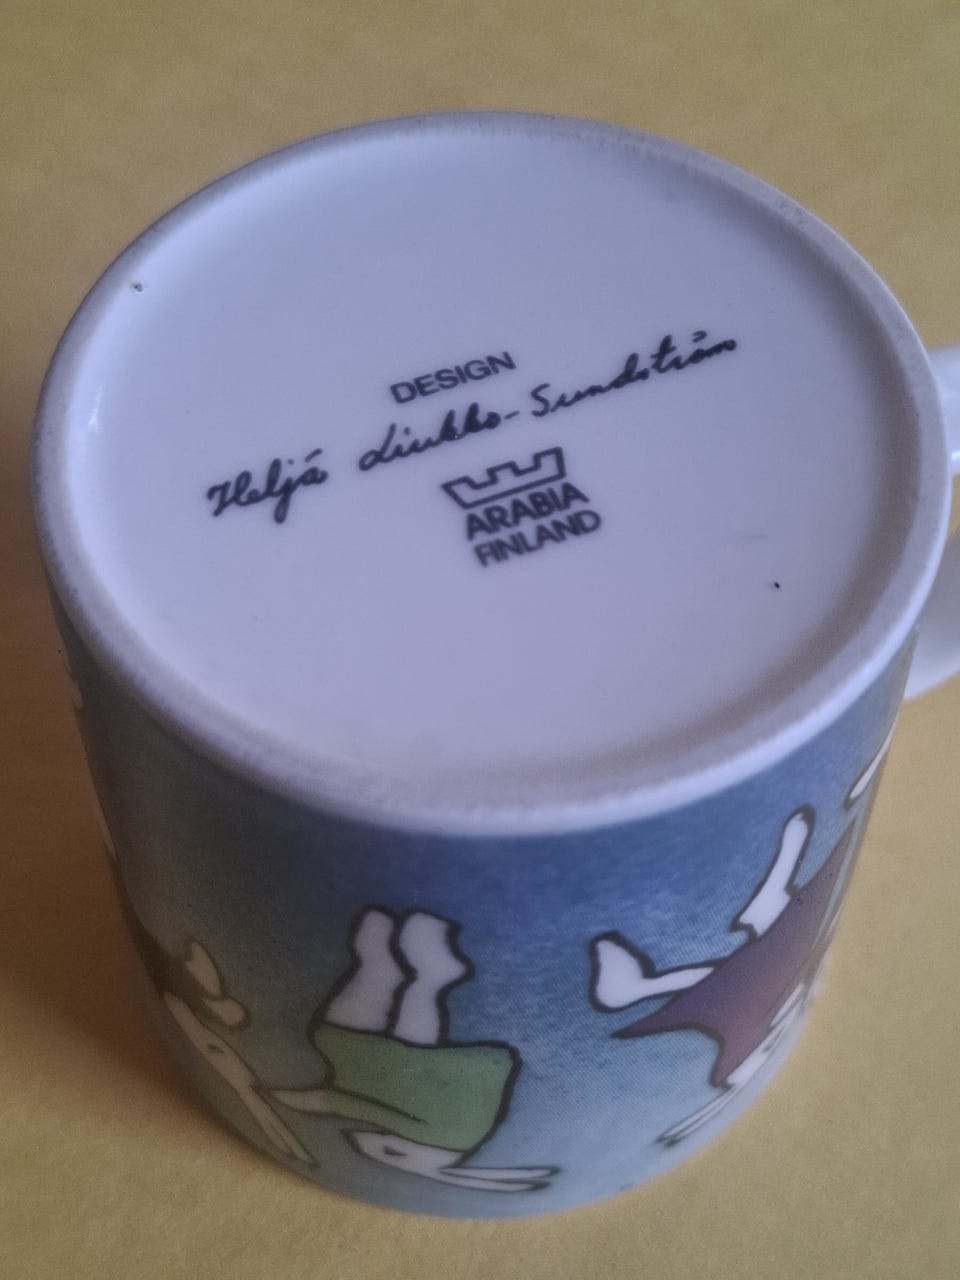 DESIGN
Heljä Liukko-Sundström
ARABIA
FINLAND